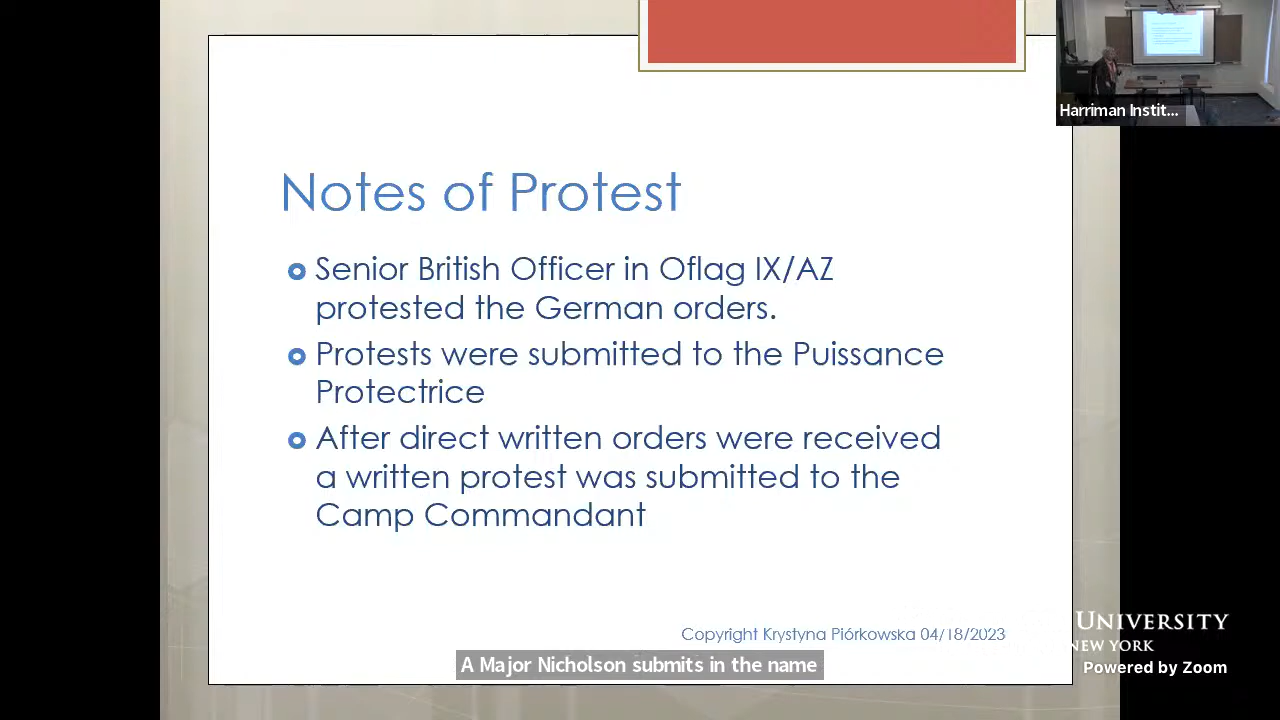 Harriman Instit...
Notes of Protest
Senior British Officer in Oflag IX/AZ
protested the German orders.
Protests were submitted to the Puissance
Protectrice
After direct written orders were received
a written protest was submitted to the
Camp Commandant
Copyright Krystyna Piórkowska 04/18/2023
UNIVERSITY
NEW YORK
A Major Nicholson submits in the name
Powered by Zoom